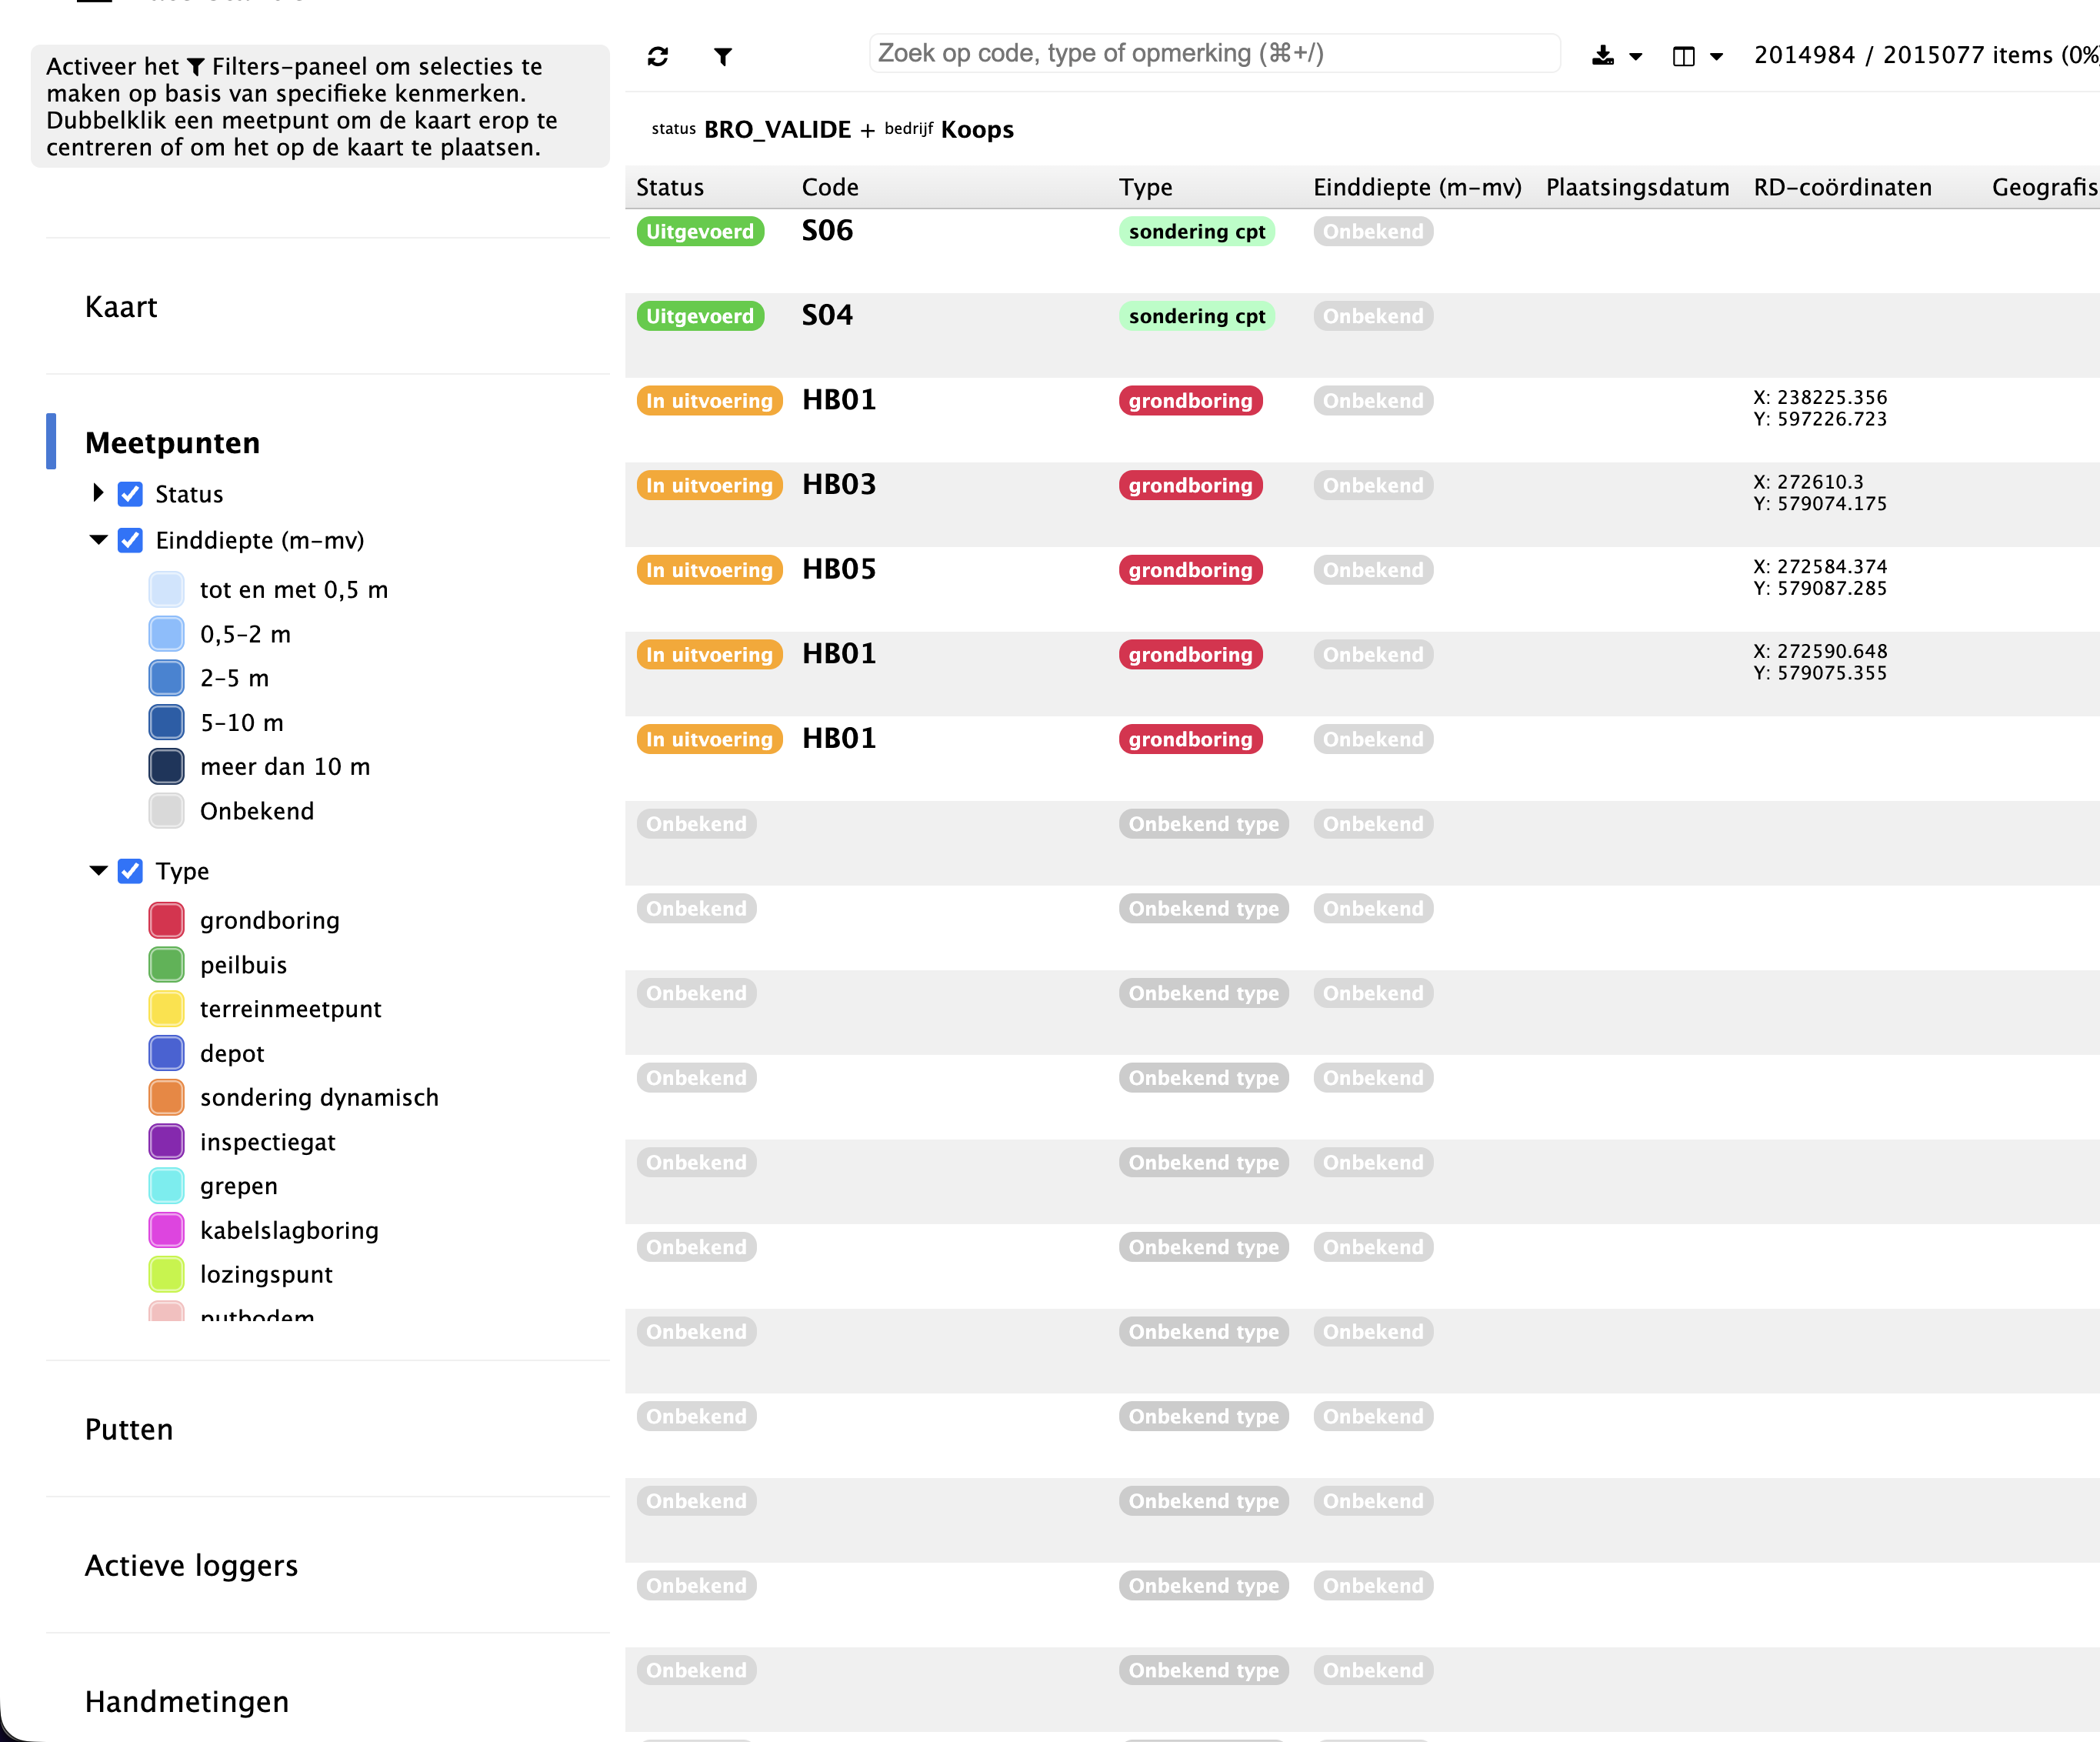 Activeer het Filters-paneel om selecties te
maken op basis van specifieke kenmerken.
Dubbelklik een meetpunt om de kaart erop te
centreren of om het op de kaart te plaatsen.
Kaart
Meetpunten
Status
Einddiepte (m-mv)
tot en met 0,5 m
0,5-2 m
2-5 m
5-10 m
meer dan 10 m
Onbekend
Type
grondboring
peilbuis
terreinmeetpunt
depot
sondering dynamisch
inspectiegat
grepen
kabelslagboring
lozingspunt
putbodem
Putten
Actieve loggers
Handmetingen
Zoek op code, type of opmerking (⌘+/)
2014984 / 2015077 items (0%
status BRO_VALIDE + bedrijf Koops
Status Code Type Einddiepte (m-mv) Plaatsingsdatum RD-coördinaten Geografis
Uitgevoerd S06 sondering cpt Onbekend
Uitgevoerd S04 sondering cpt Onbekend
In uitvoering HB01 grondboring Onbekend X: 238225.356
Y: 597226.723
In uitvoering HB03 grondboring Onbekend X: 272610.3
Y: 579074.175
In uitvoering HB05 grondboring Onbekend X: 272584.374
Y: 579087.285
In uitvoering HB01 grondboring Onbekend X: 272590.648
Y: 579075.355
In uitvoering HB01 grondboring Onbekend
Onbekend Onbekend type Onbekend
Onbekend Onbekend type Onbekend
Onbekend Onbekend type Onbekend
Onbekend Onbekend type Onbekend
Onbekend Onbekend type Onbekend
Onbekend Onbekend type Onbekend
Onbekend Onbekend type Onbekend
Onbekend Onbekend type Onbekend
Onbekend Onbekend type Onbekend
Onbekend Onbekend type Onbekend
Onbekend Onbekend type Onbekend